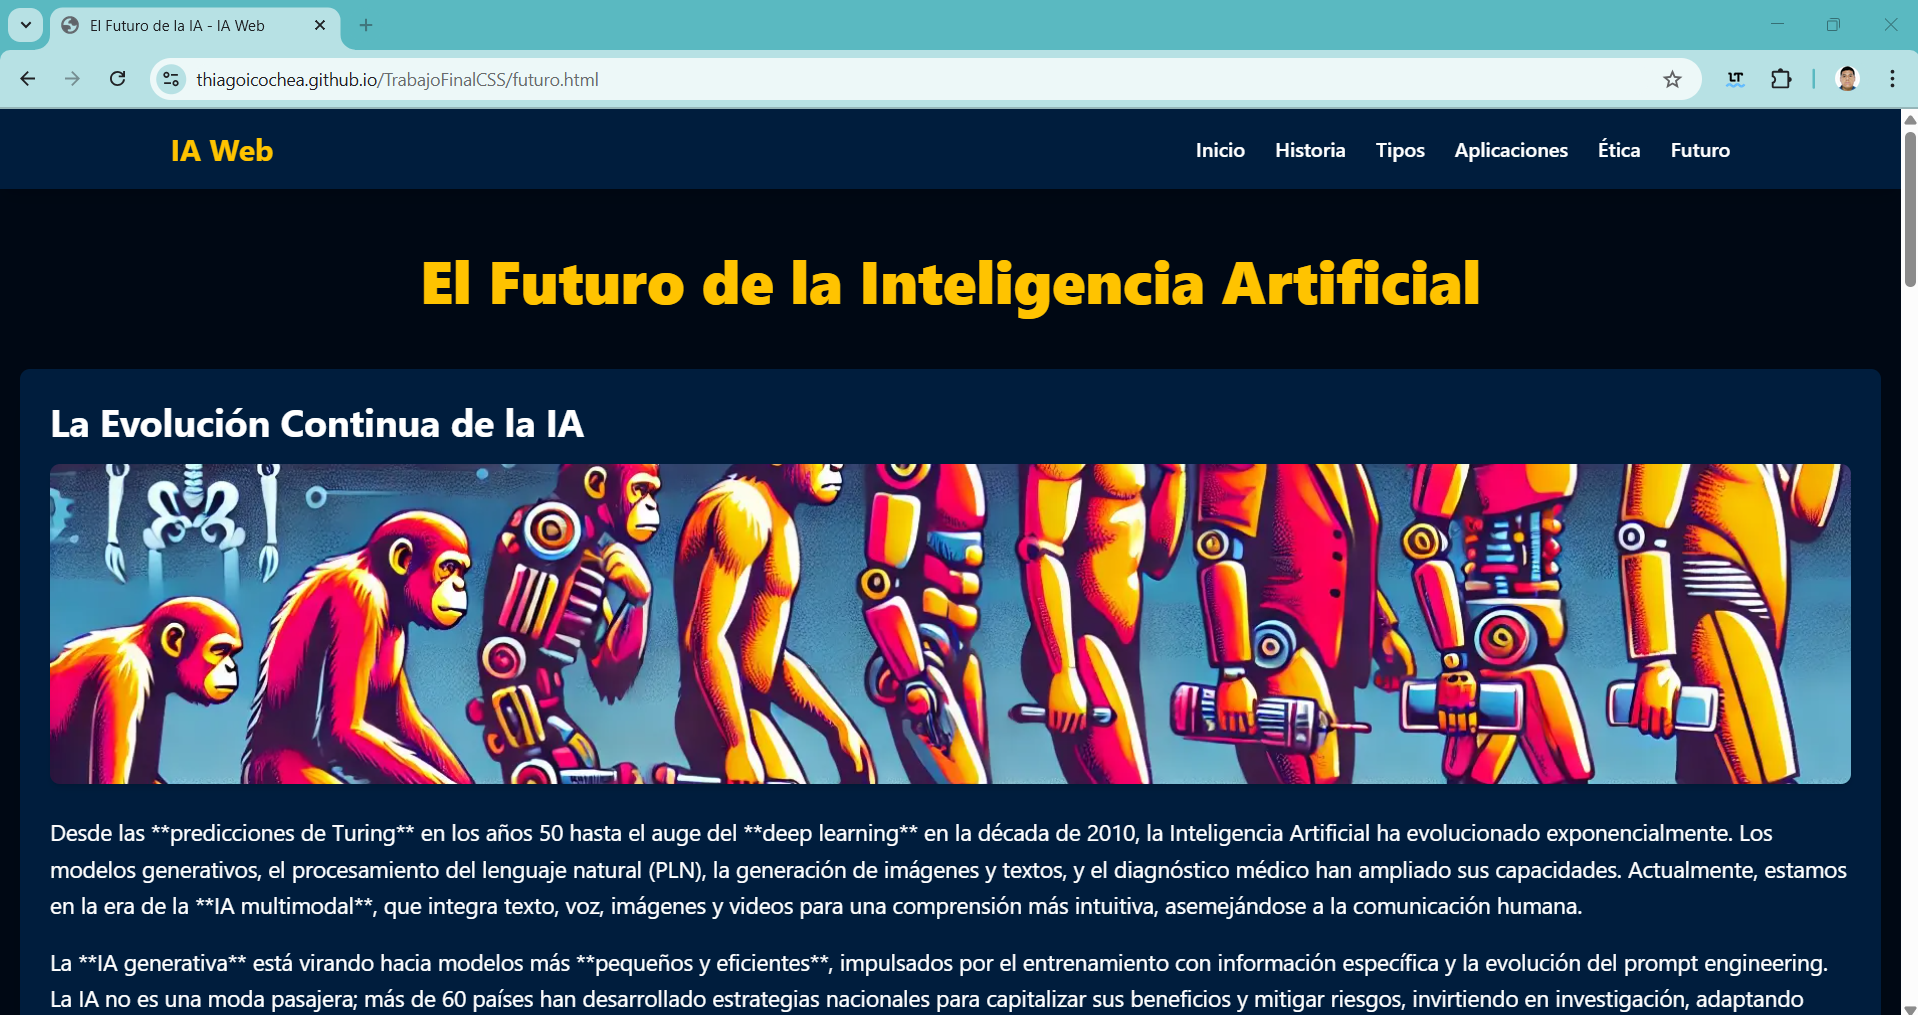 El Futuro de la IA - IA Web
thiagoicochea.github.io/TrabajoFinalCSS/futuro.html
LT
IA Web
Inicio Historia Tipos Aplicaciones Ética Futuro
El Futuro de la Inteligencia Artificial
La Evolución Continua de la IA
Desde las **predicciones de Turing** en los años 50 hasta el auge del **deep learning** en la década de 2010, la Inteligencia Artificial ha evolucionado exponencialmente. Los
modelos generativos, el procesamiento del lenguaje natural (PLN), la generación de imágenes y textos, y el diagnóstico médico han ampliado sus capacidades. Actualmente, estamos
en la era de la **IA multimodal**, que integra texto, voz, imágenes y videos para una comprensión más intuitiva, asemejándose a la comunicación humana.
La **IA generativa** está virando hacia modelos más **pequeños y eficientes**, impulsados por el entrenamiento con información específica y la evolución del prompt engineering.
La IA no es una moda pasajera; más de 60 países han desarrollado estrategias nacionales para capitalizar sus beneficios y mitigar riesgos, invirtiendo en investigación, adaptando